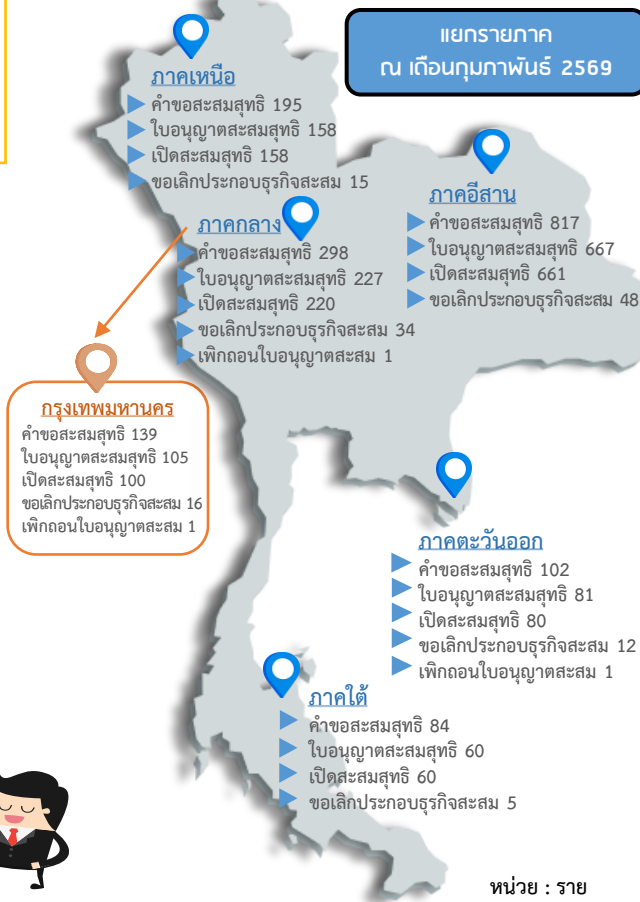 แยกรายภาค
ณ เดือนกุมภาพันธ์ 2569
ภาคเหนือ
คำขอสะสมสุทธิ 195
ใบอนุญาตสะสมสุทธิ 158
เปิดสะสมสุทธิ 158
ขอเลิกประกอบธุรกิจสะสม 15
ภาคอีสาน
คำขอสะสมสุทธิ 817
ใบอนุญาตสะสมสุทธิ 667
เปิดสะสมสุทธิ 661
ขอเลิกประกอบธุรกิจสะสม 48
ภาคกลาง
คำขอสะสมสุทธิ 298
ใบอนุญาตสะสมสุทธิ 227
เปิดสะสมสุทธิ 220
ขอเลิกประกอบธุรกิจสะสม 34
เพิกถอนใบอนุญาตสะสม 1
กรุงเทพมหานคร
คำขอสะสมสุทธิ 139
ใบอนุญาตสะสมสุทธิ 105
เปิดสะสมสุทธิ 100
ขอเลิกประกอบธุรกิจสะสม 16
เพิกถอนใบอนุญาตสะสม 1
ภาคตะวันออก
คำขอสะสมสุทธิ 102
ใบอนุญาตสะสมสุทธิ 81
เปิดสะสมสุทธิ 80
ขอเลิกประกอบธุรกิจสะสม 12
เพิกถอนใบอนุญาตสะสม 1
ภาคใต้
คำขอสะสมสุทธิ 84
ใบอนุญาตสะสมสุทธิ 60
เปิดสะสมสุทธิ 60
ขอเลิกประกอบธุรกิจสะสม 5
หน่วย : ราย